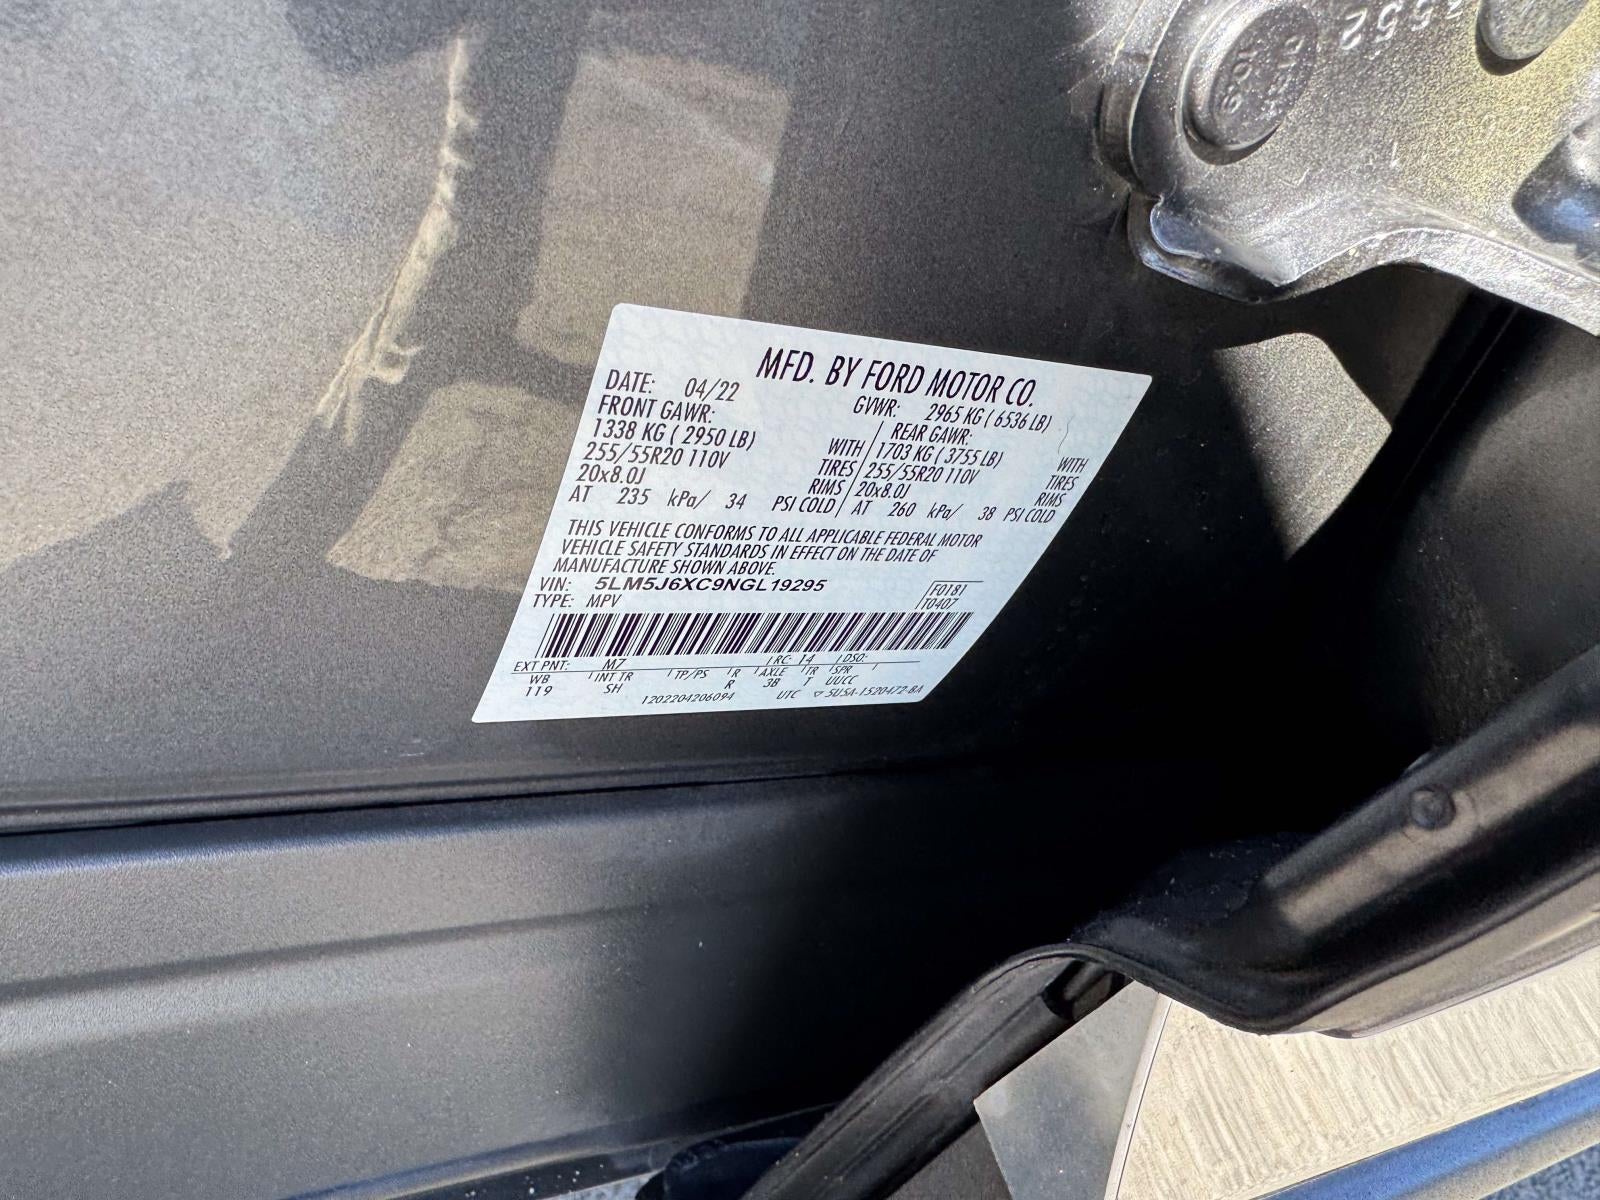 MFD. BY FORD MOTOR CO.
DATE: 04/22 GVWR: 2965 KG ( 6536 LB)
FRONT GAWR: REAR GAWR:
1338 KG ( 2950 LB) WITH 1703 KG ( 3755 LB) WITH
255/55R20 110V TIRES 255/55R20 110V TIRES
20x8.0J RIMS 20x8.0J RIMS
AT 235 kPa/ 34 PSI COLD AT 260 kPa/ 38 PSI COLD
THIS VEHICLE CONFORMS TO ALL APPLICABLE FEDERAL MOTOR
VEHICLE SAFETY STANDARDS IN EFFECT ON THE DATE OF
MANUFACTURE SHOWN ABOVE.
VIN: 5LM5J6XC9NGL19295 F0181
TYPE: MPV T0407
EXT PNT: M7 RC: 14 DSO:
WB INT TR TP/PS R AXLE TR SPR
119 SH R 3B T UUCC
1202204206094 UTC ▽ 5U5A-1520472-BA